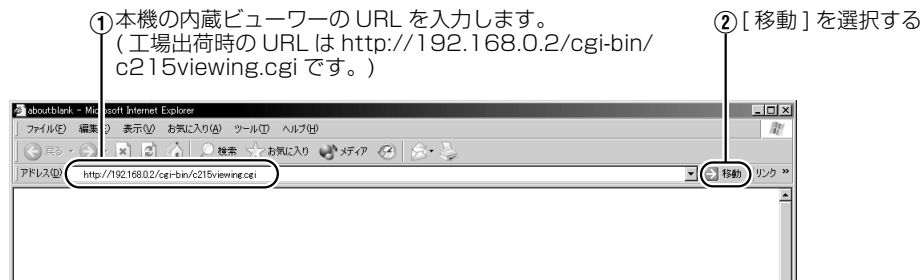 ①本機の内蔵ビューワーの URL を入力します。
( 工場出荷時の URL は http://192.168.0.2/cgi-bin/
c215viewing.cgi です。)
②[ 移動 ] を選択する
aboutblank - Microsoft Internet Explorer
ファイル(F) 編集(E) 表示(V) お気に入り(A) ツール(T) ヘルプ(H)
戻る 検索 お気に入り メディア
アドレス(D) http://192.168.0.2/cgi-bin/c215viewing.cgi 移動 リンク »